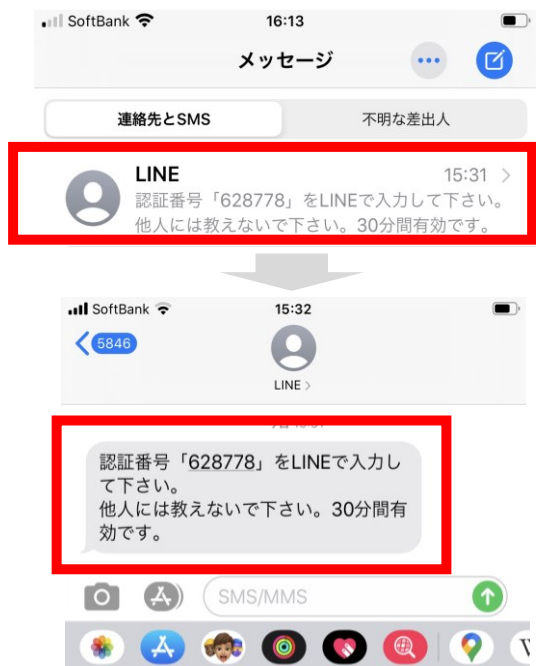 SoftBank 16:13
メッセージ
連絡先とSMS 不明な差出人
LINE 15:31
認証番号「628778」をLINEで入力して下さい。
他人には教えないで下さい。30分間有効です。
SoftBank 15:32
5846
LINE
認証番号「628778」をLINEで入力し
て下さい。
他人には教えないで下さい。30分間有
効です。
SMS/MMS